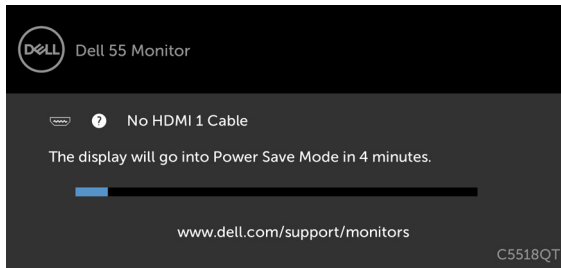 DELL
Dell 55 Monitor
? No HDMI 1 Cable
The display will go into Power Save Mode in 4 minutes.
www.dell.com/support/monitors
C5518QT